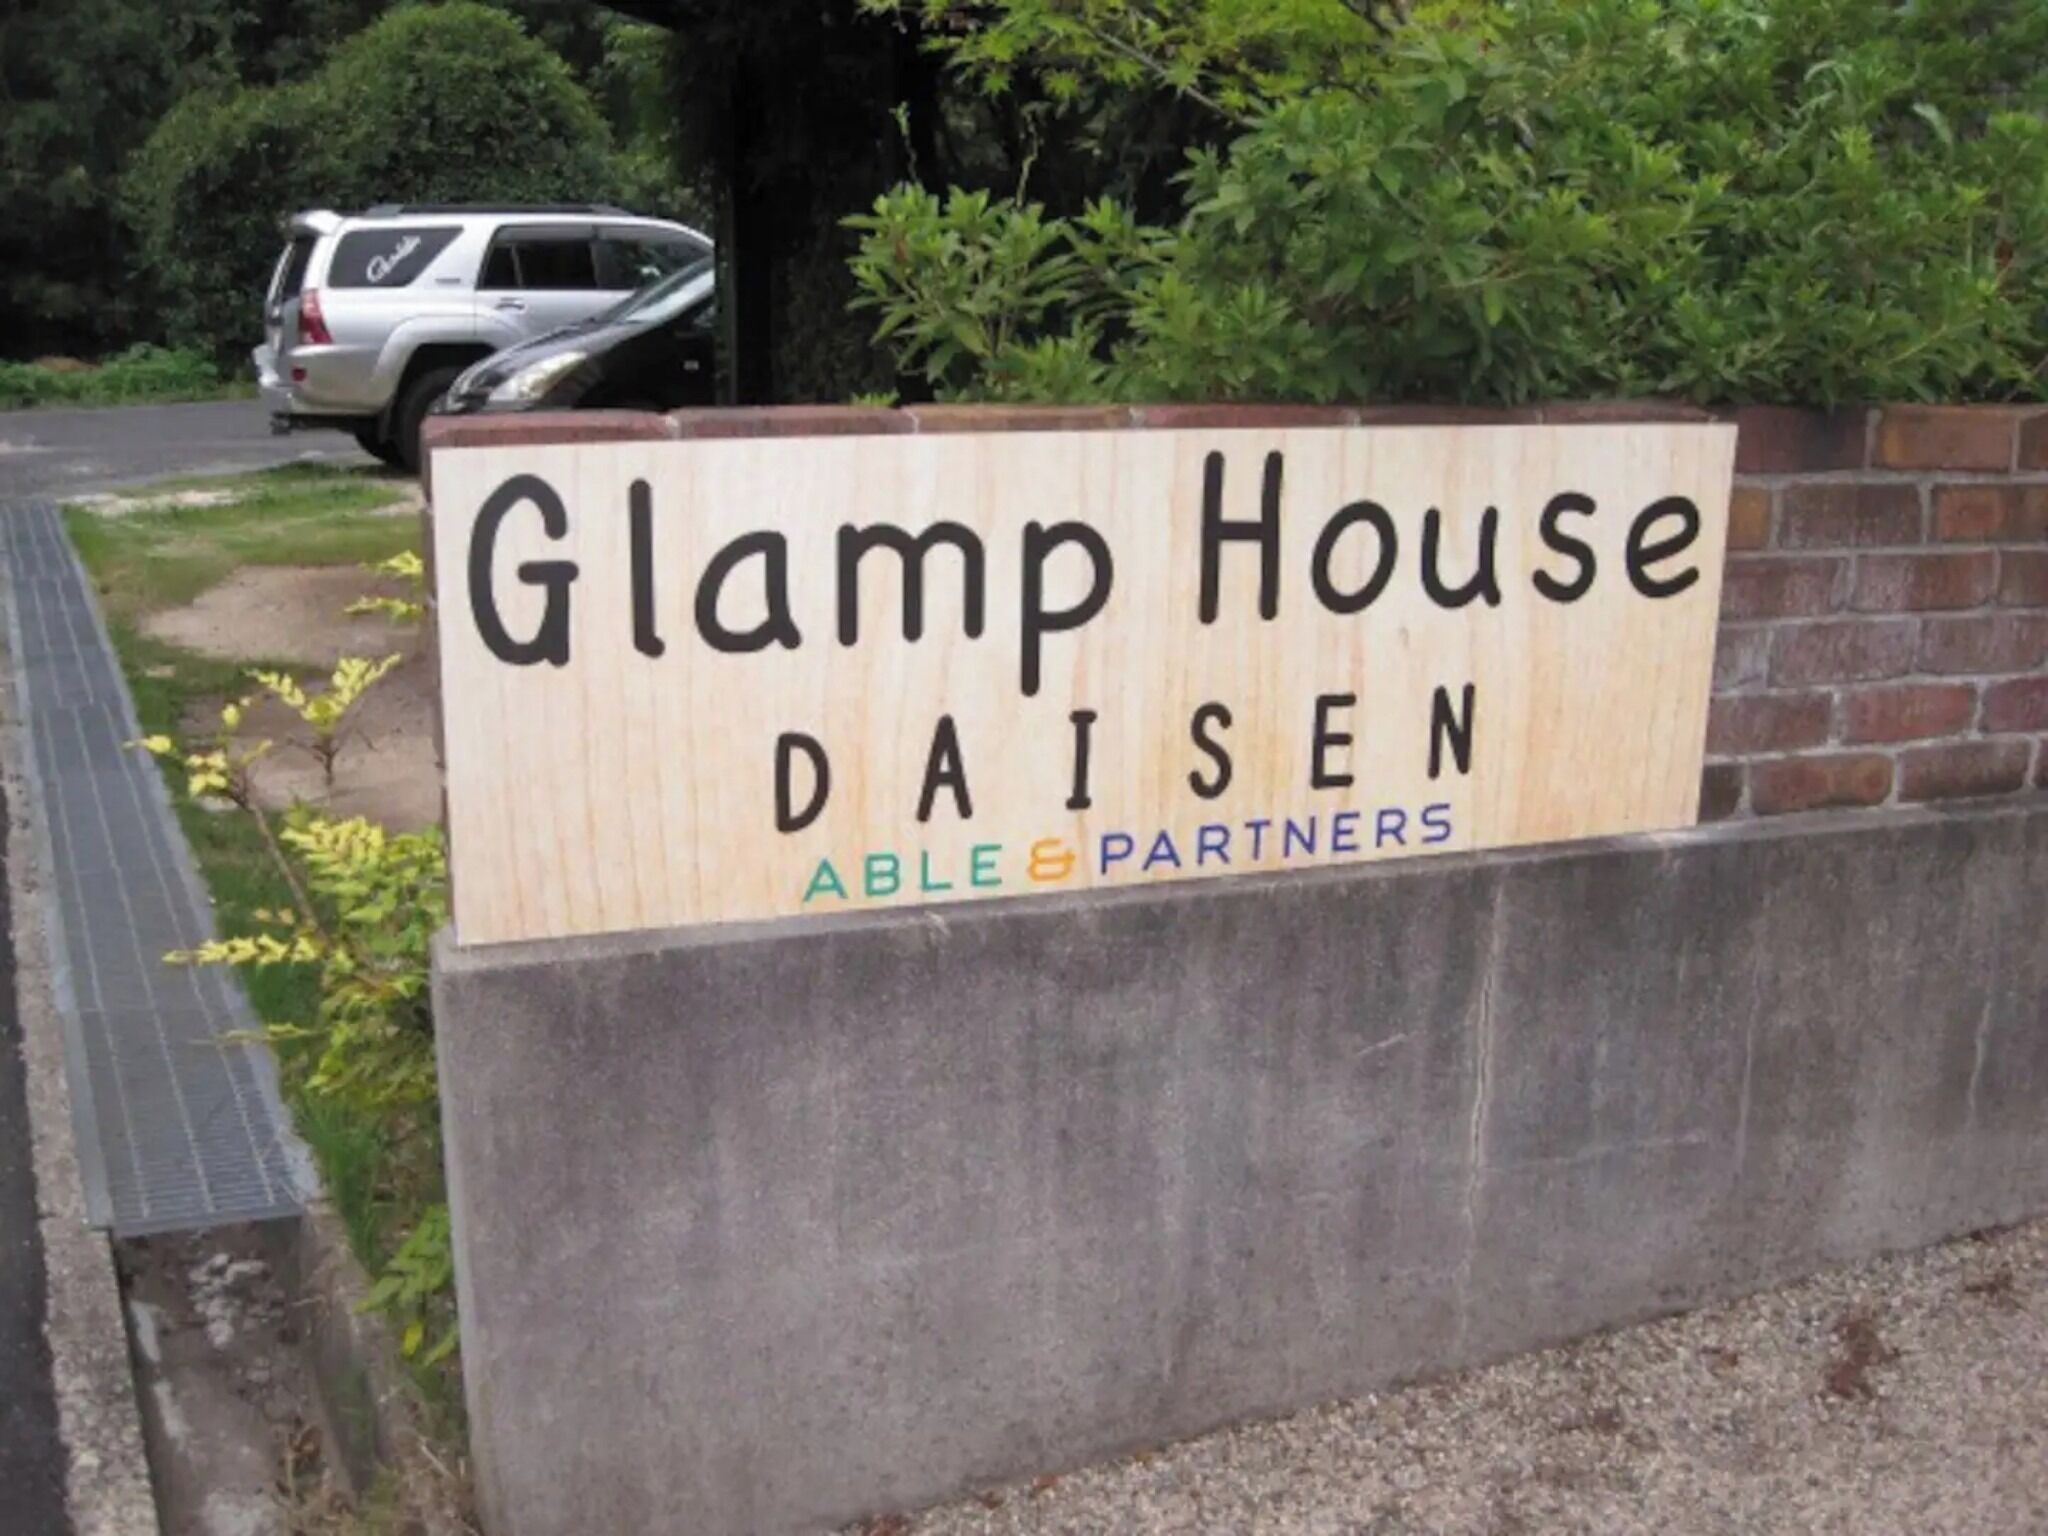 Glamp House
DAISEN
ABLE & PARTNERS